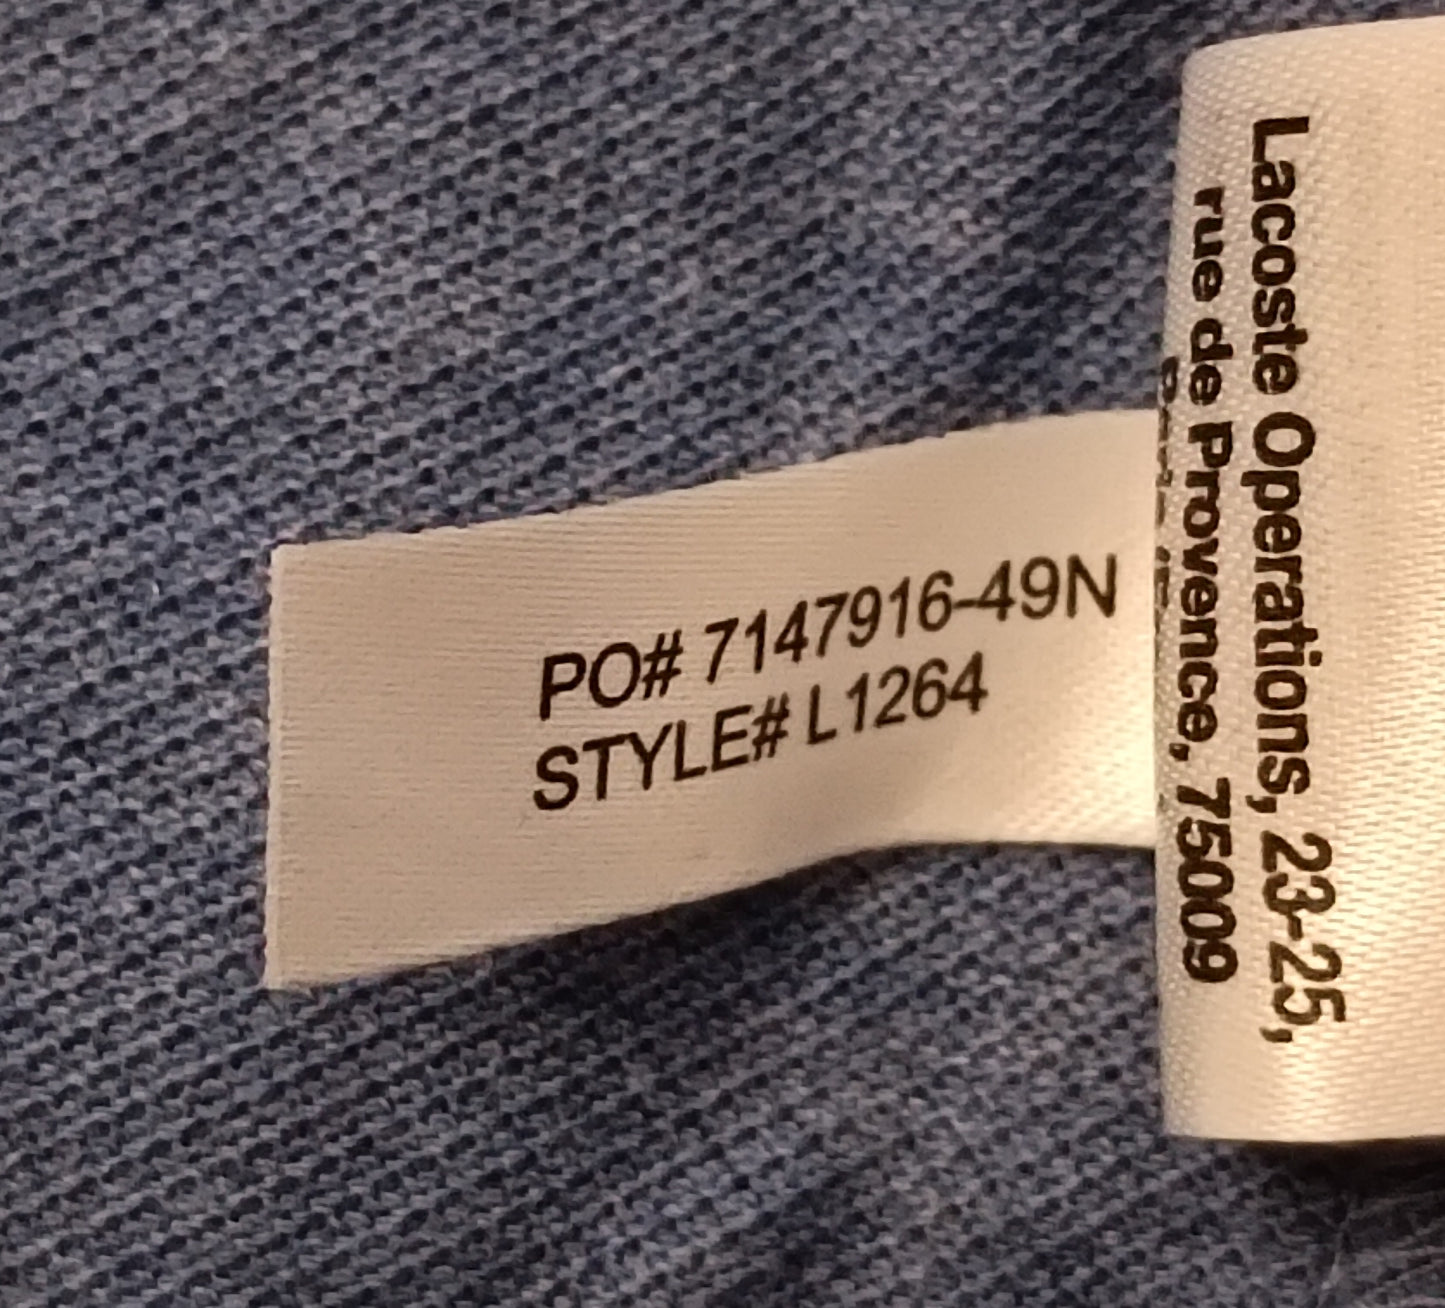 PO# 7147916-49N
STYLE# L1264
Lacoste Operations, 23-25,
rue de Provence, 75009